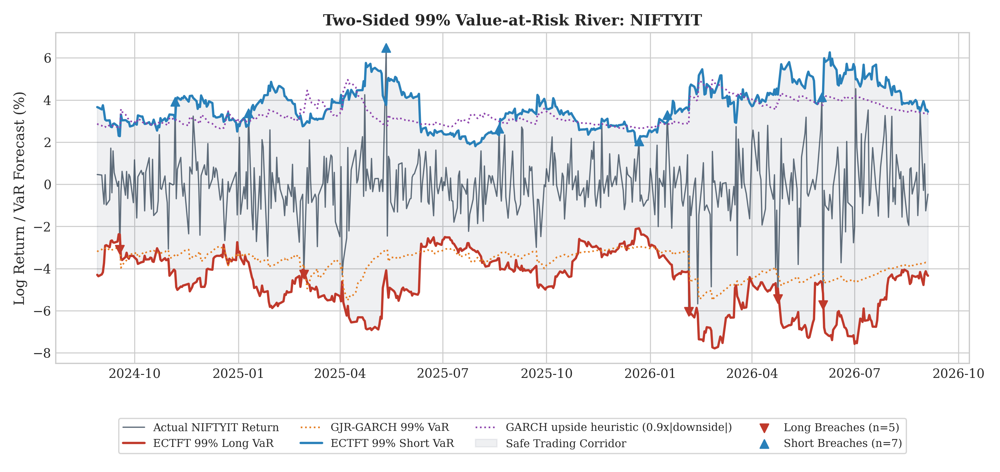 Two-Sided 99% Value-at-Risk River: NIFTYIT
Log Return / VaR Forecast (%)
6
4
2
0
−2
−4
−6
−8
2024-10 2025-01 2025-04 2025-07 2025-10 2026-01 2026-04 2026-07 2026-10
Actual NIFTYIT Return GJR-GARCH 99% VaR GARCH upside heuristic (0.9x|downside|) Long Breaches (n=5)
ECTFT 99% Long VaR ECTFT 99% Short VaR Safe Trading Corridor Short Breaches (n=7)